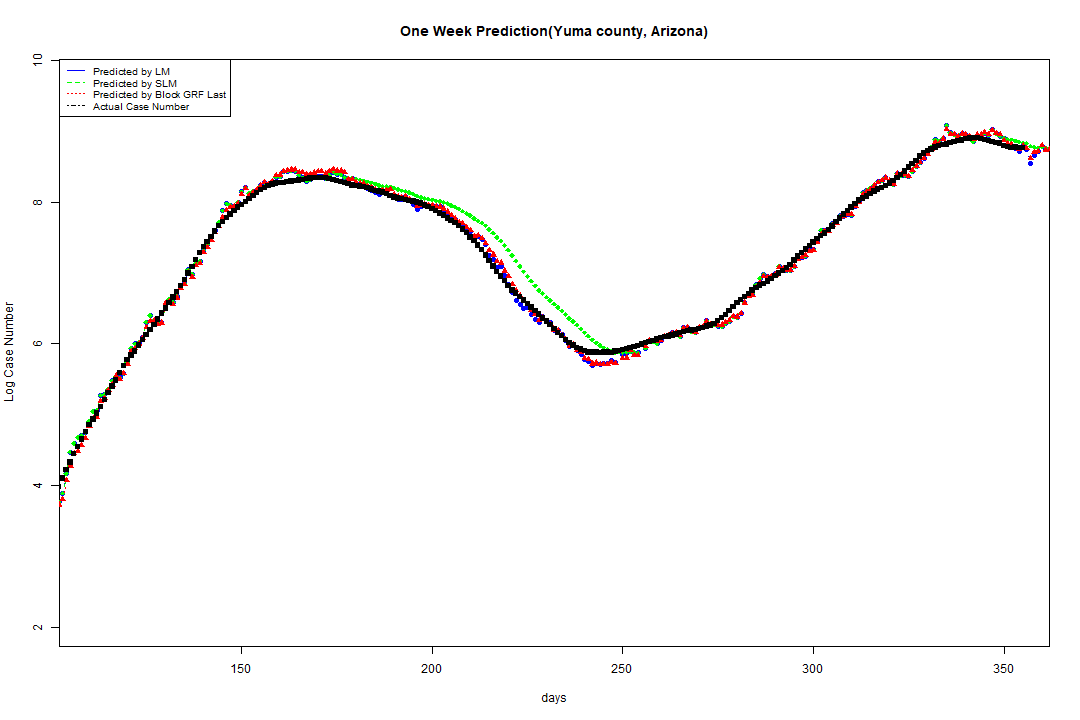 One Week Prediction(Yuma county, Arizona)
Predicted by LM
Predicted by SLM
Predicted by Block GRF Last
Actual Case Number
Log Case Number
10
8
6
4
2
150 200 250 300 350
days